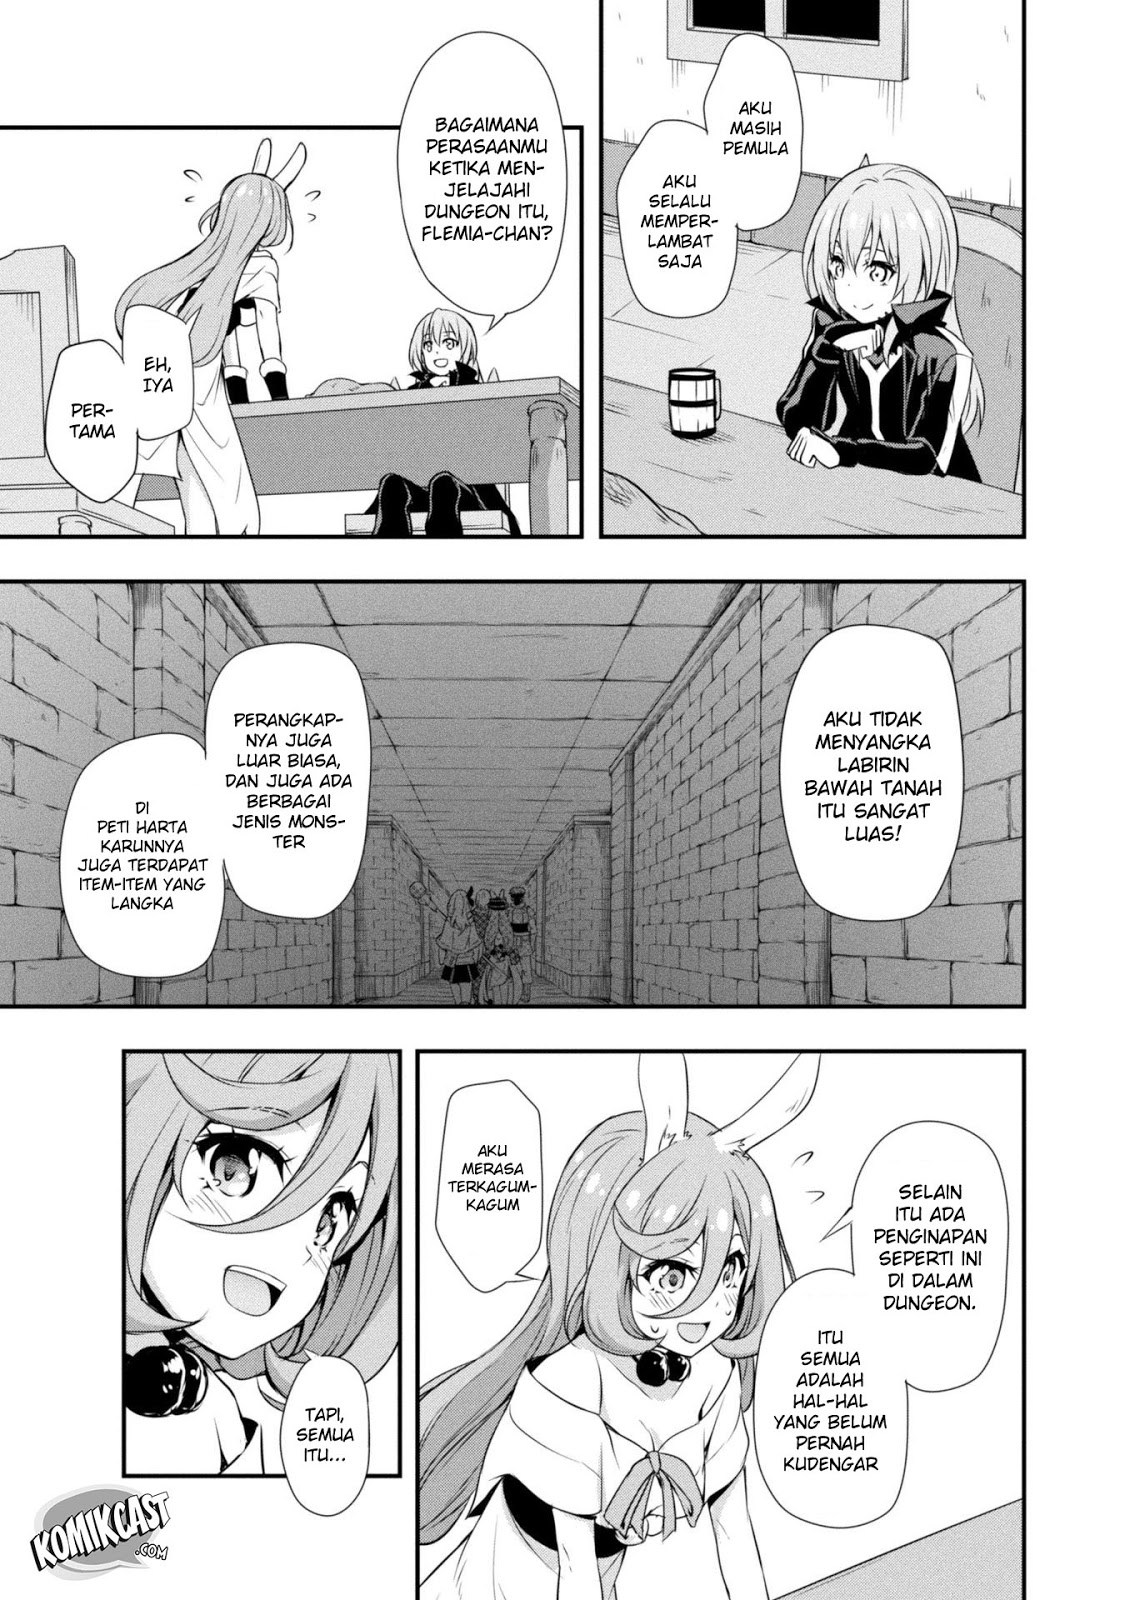 AKU
MASIH
PEMULA
AKU
SELALU
MEMPER-
LAMBAT
SAJA
BAGAIMANA
PERASAANMU
KETIKA MEN-
JELAJAHI
DUNGEON ITU,
FLEMIA-CHAN?
EH,
IYA
PER-
TAMA
AKU TIDAK
MENYANGKA
LABIRIN
BAWAH TANAH
ITU SANGAT
LUAS!
PERANGKAP-
NYA JUGA
LUAR BIASA,
DAN JUGA ADA
BERBAGAI
JENIS MONS-
TER
DI
PETI HARTA
KARUNNYA
JUGA TERDAPAT
ITEM-ITEM YANG
LANGKA
SELAIN
ITU ADA
PENGINAPAN
SEPERTI INI
DI DALAM
DUNGEON.
ITU
SEMUA
ADALAH
HAL-HAL
YANG BELUM
PERNAH
KUDENGAR
AKU
MERASA
TERKAGUM-
KAGUM
TAPI,
SEMUA
ITU...
KOMIKCAST
.COM